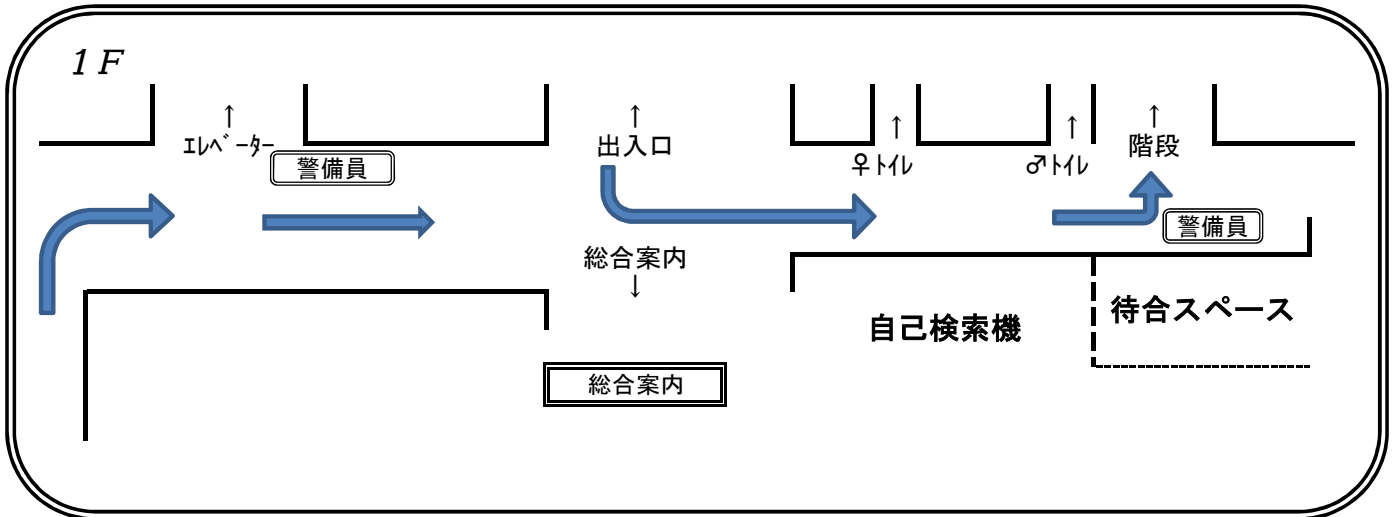 1F
↑
エレベーター
警備員
↑
出入口
↑
♀トイレ
↑
♂トイレ
↑
階段
警備員
総合案内
↓
自己検索機
待合スペース
総合案内